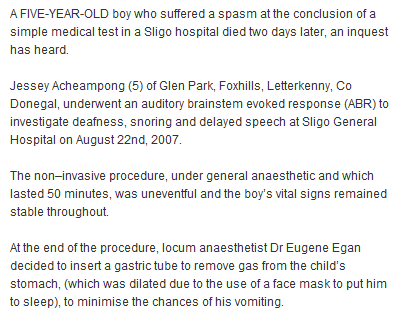 A FIVE-YEAR-OLD boy who suffered a spasm at the conclusion of a
simple medical test in a Sligo hospital died two days later, an inquest
has heard.
Jessey Acheampong (5) of Glen Park, Foxhills, Letterkenny, Co
Donegal, underwent an auditory brainstem evoked response (ABR) to
investigate deafness, snoring and delayed speech at Sligo General
Hospital on August 22nd, 2007.
The non–invasive procedure, under general anaesthetic and which
lasted 50 minutes, was uneventful and the boy's vital signs remained
stable throughout.
At the end of the procedure, locum anaesthetist Dr Eugene Egan
decided to insert a gastric tube to remove gas from the child's
stomach, (which was dilated due to the use of a face mask to put him
to sleep), to minimise the chances of his vomiting.